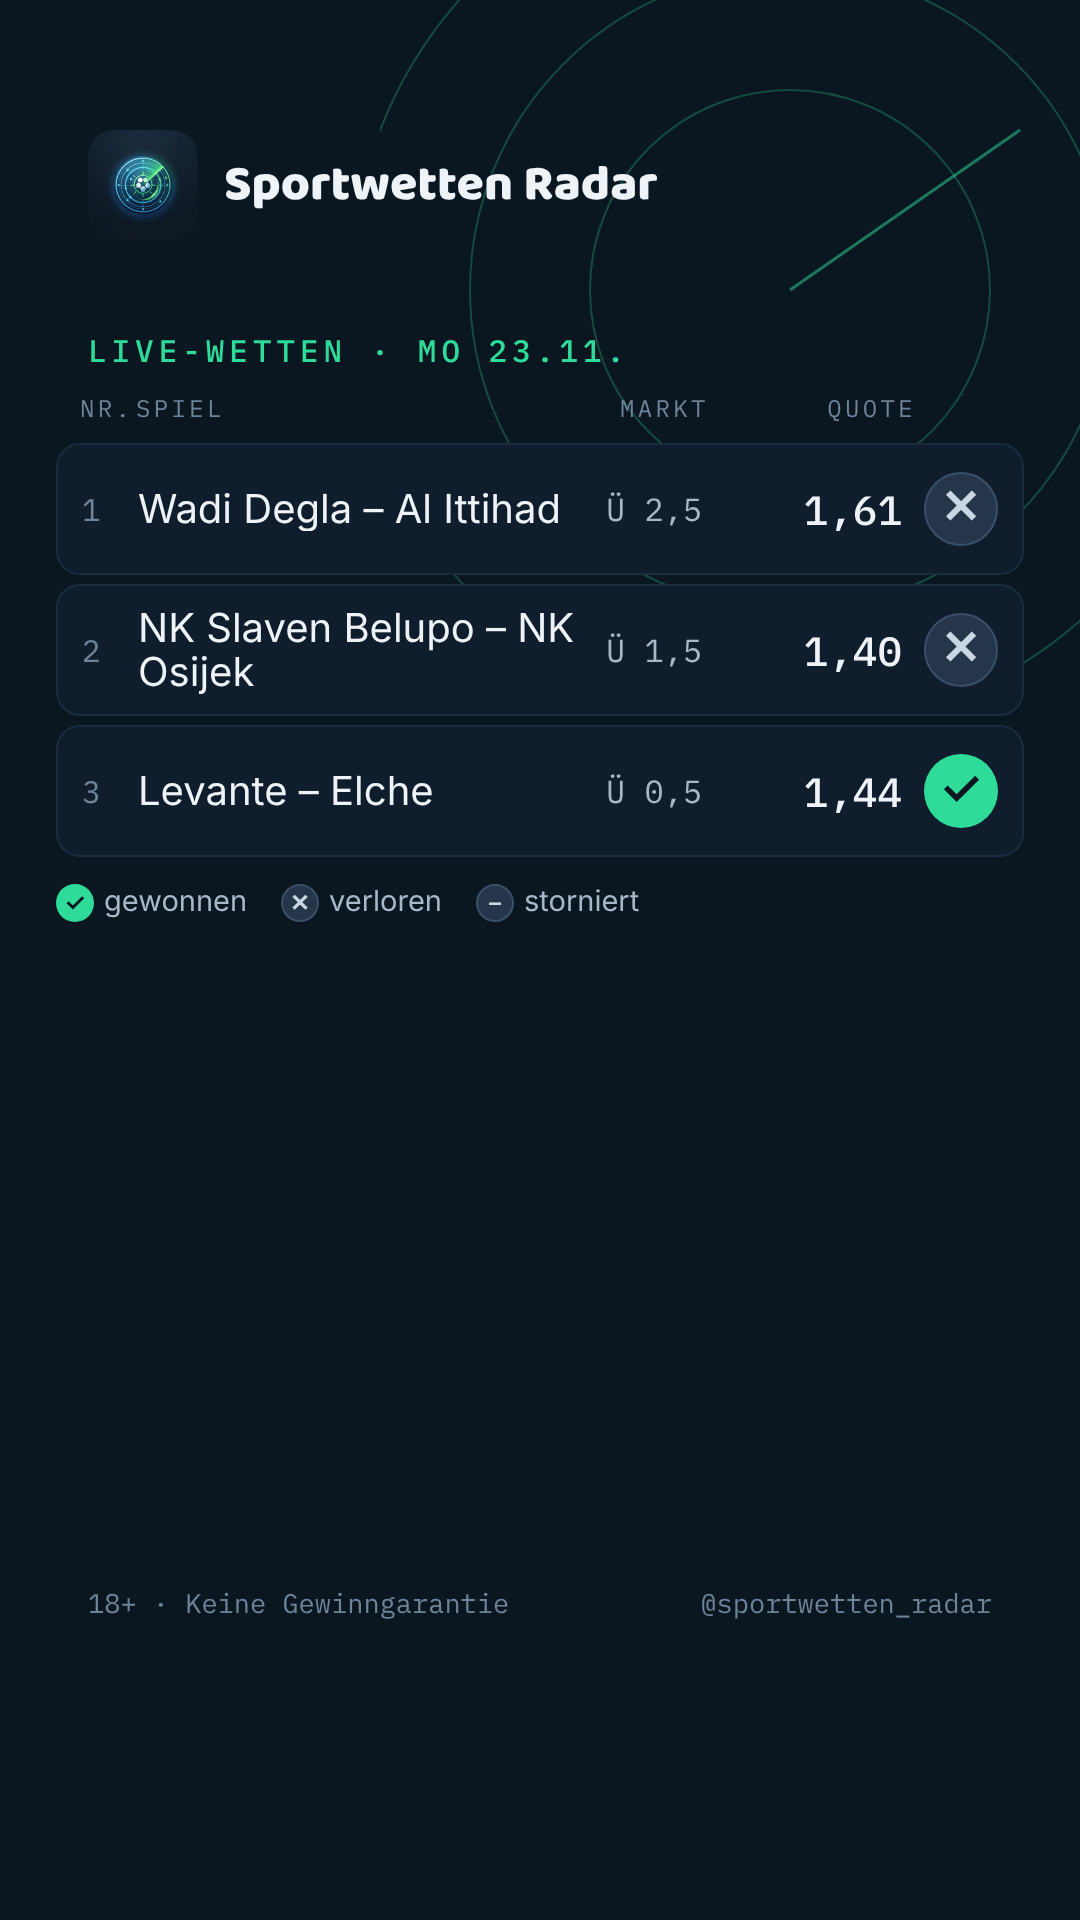 Sportwetten Radar
LIVE-WETTEN · MO 23.11.
NR. SPIEL MARKT QUOTE
1 Wadi Degla – Al Ittihad Ü 2,5 1,61
2 NK Slaven Belupo – NK Osijek Ü 1,5 1,40
3 Levante – Elche Ü 0,5 1,44
gewonnen verloren storniert
18+ · Keine Gewinngarantie @sportwetten_radar